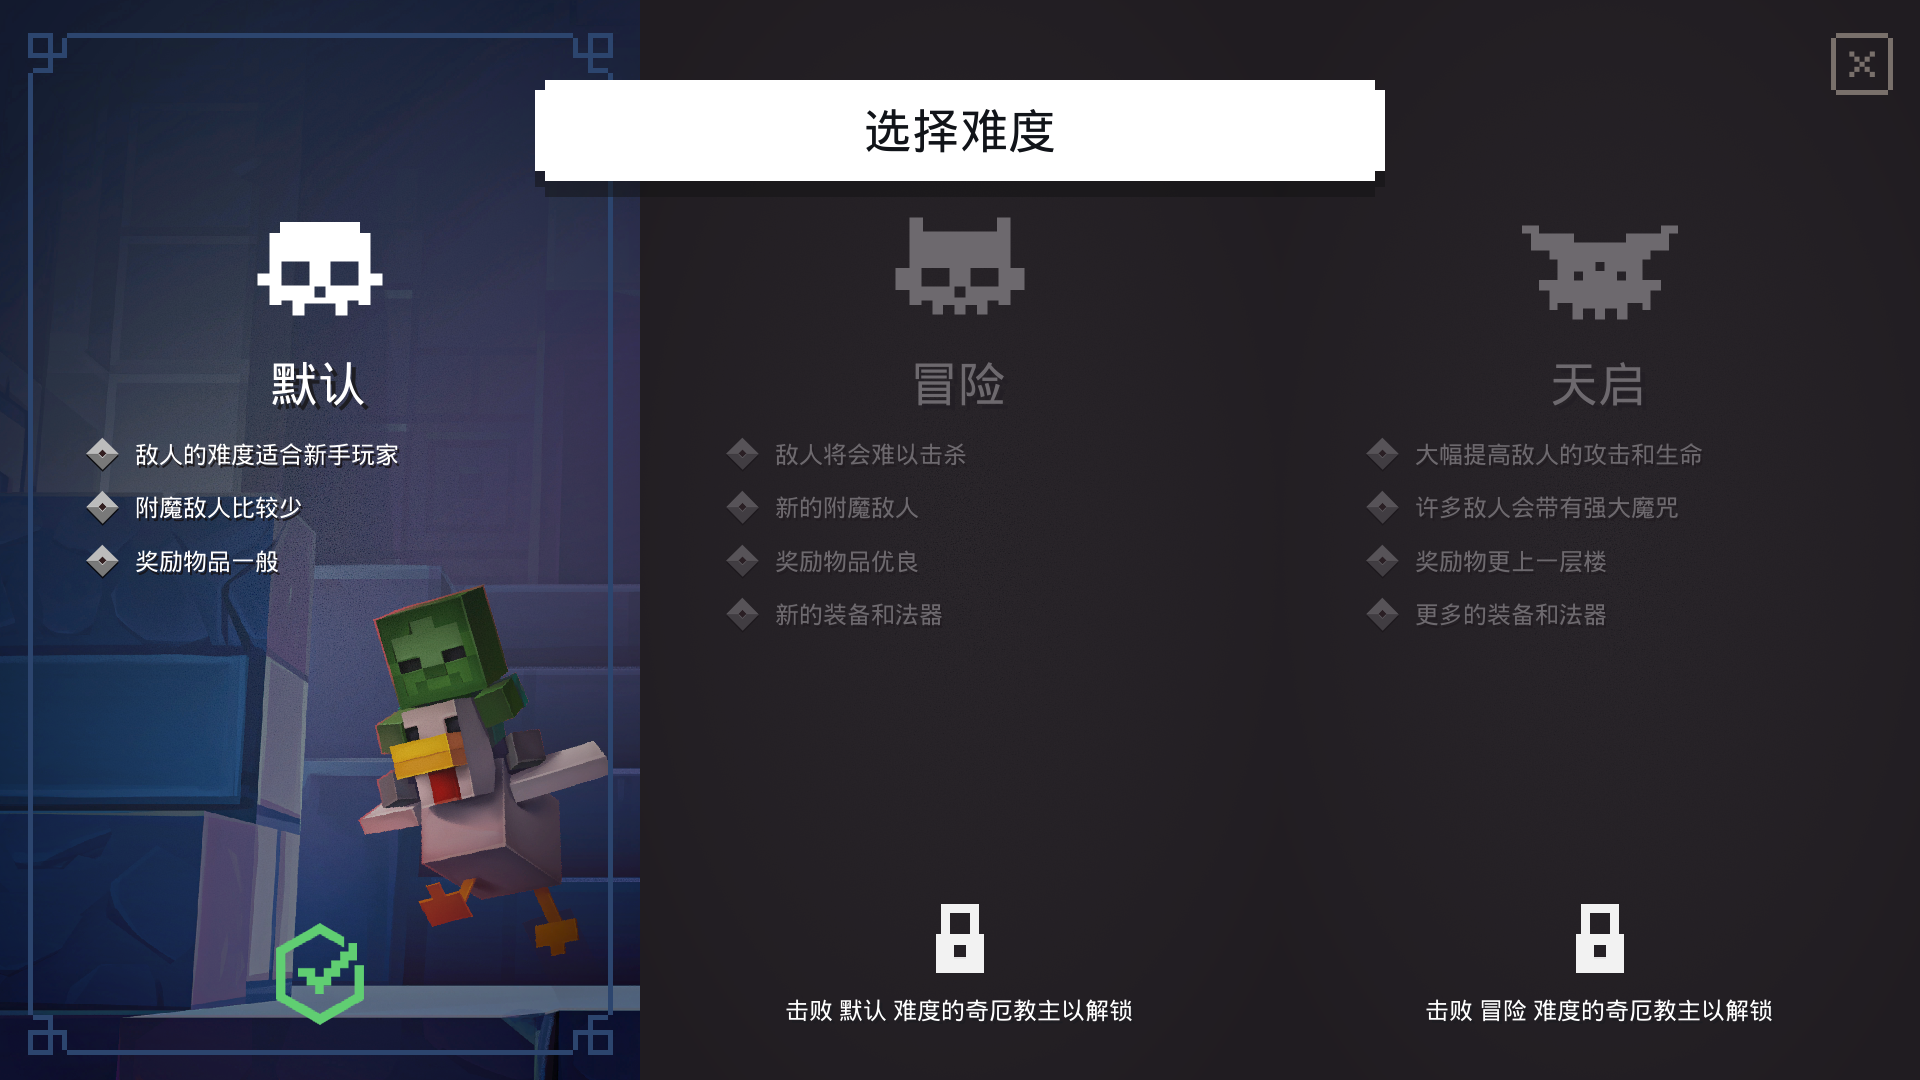 选择难度
默认
敌人的难度适合新手玩家
附魔敌人比较少
奖励物品一般
冒险
敌人将会难以击杀
新的附魔敌人
奖励物品优良
新的装备和法器
击败 默认 难度的奇厄教主以解锁
天启
大幅提高敌人的攻击和生命
许多敌人会带有强大魔咒
奖励物更上一层楼
更多的装备和法器
击败 冒险 难度的奇厄教主以解锁